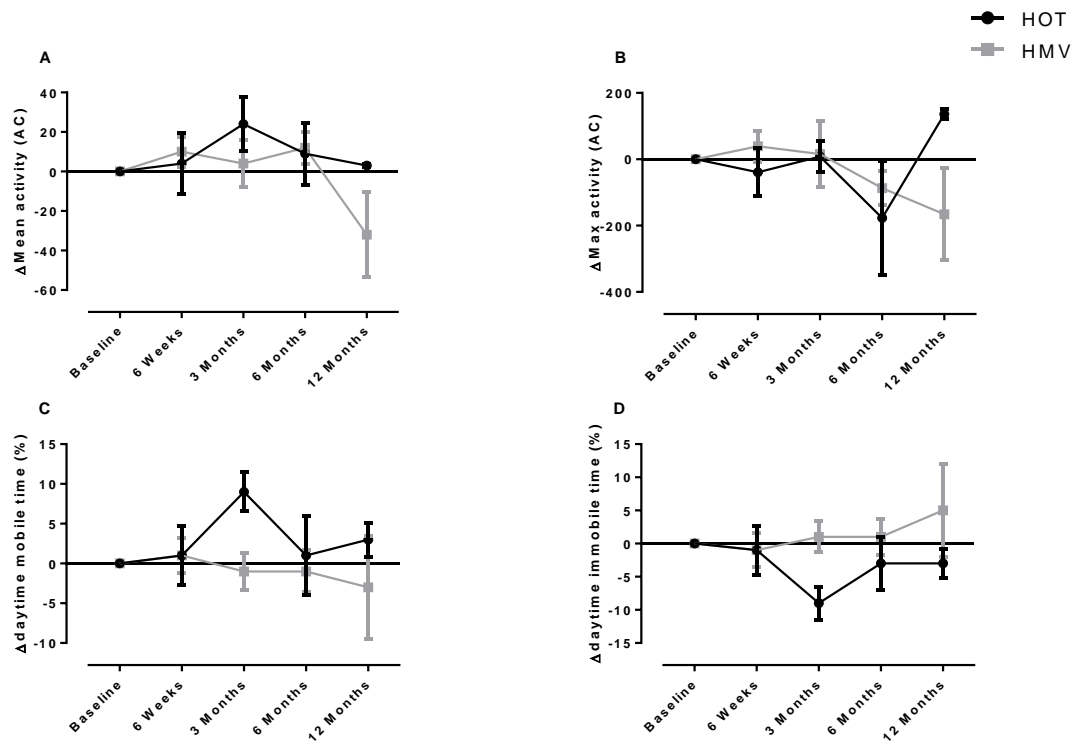 HOT
HMV
A
ΔMean activity (AC)
40
20
0
-20
-40
-60
Baseline
6 Weeks
3 Months
6 Months
12 Months
B
ΔMax activity (AC)
200
0
-200
-400
Baseline
6 Weeks
3 Months
6 Months
12 Months
C
Δdaytime mobile time (%)
15
10
5
0
-5
-10
Baseline
6 Weeks
3 Months
6 Months
12 Months
D
Δdaytime immobile time (%)
15
10
5
0
-5
-10
-15
Baseline
6 Weeks
3 Months
6 Months
12 Months